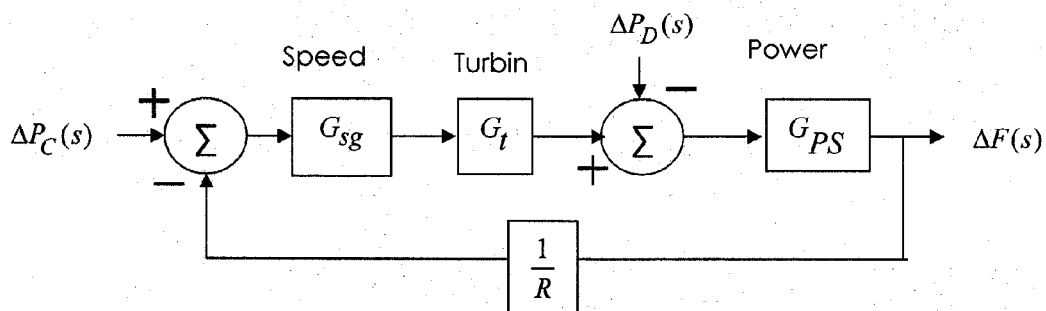 ΔP_D(s)
Speed Turbin Power
+ −
ΔP_C(s) Σ G_sg G_t Σ G_PS ΔF(s)
− +
1/R